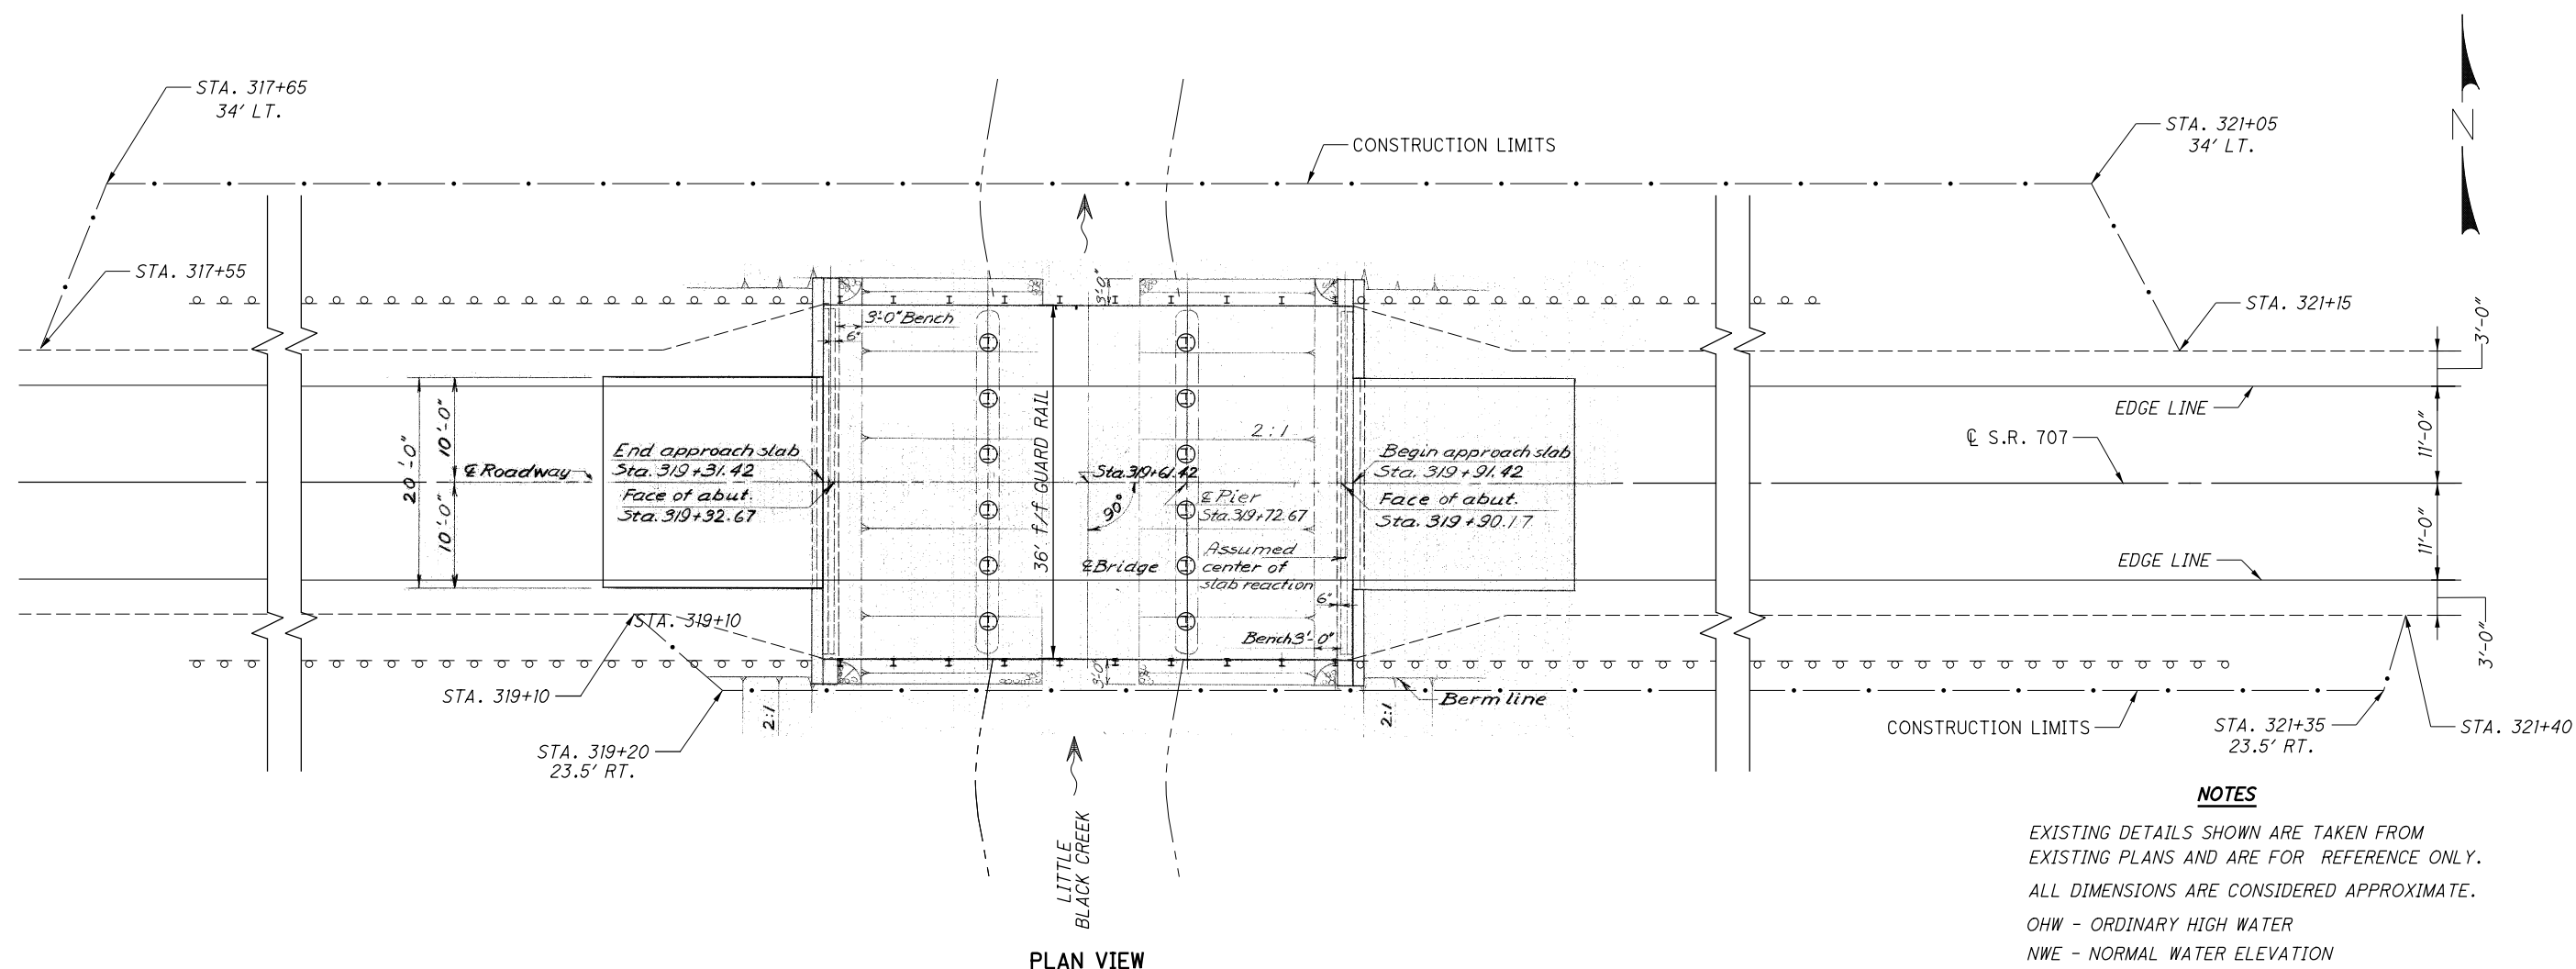 STA. 317+65
34' LT.
STA. 321+05
34' LT.
N
CONSTRUCTION LIMITS
STA. 317+55
STA. 321+15
3'-0"
3'-0"
3'-0" Bench
6"
36' f/f GUARD RAIL
EDGE LINE
20'-0"
10'-0"
10'-0"
℄ Roadway
End approach slab
Sta. 319+31.42
Face of abut.
Sta. 319+32.67
Sta. 319+61.42
90°
℄ Bridge
2:1
℄ Pier
Sta. 319+72.67
Assumed
center of
slab reaction
Begin approach slab
Sta. 319+91.42
Face of abut.
Sta. 319+90.17
℄ S.R. 707
11'-0"
11'-0"
EDGE LINE
6"
Bench 3'-0"
3'-0"
3'-0"
STA. 319+10
STA. 319+10
STA. 319+20
23.5' RT.
2:1
2:1
Berm line
CONSTRUCTION LIMITS
STA. 321+35
23.5' RT.
STA. 321+40
LITTLE
BLACK CREEK
PLAN VIEW
NOTES
EXISTING DETAILS SHOWN ARE TAKEN FROM
EXISTING PLANS AND ARE FOR REFERENCE ONLY.
ALL DIMENSIONS ARE CONSIDERED APPROXIMATE.
OHW - ORDINARY HIGH WATER
NWE - NORMAL WATER ELEVATION